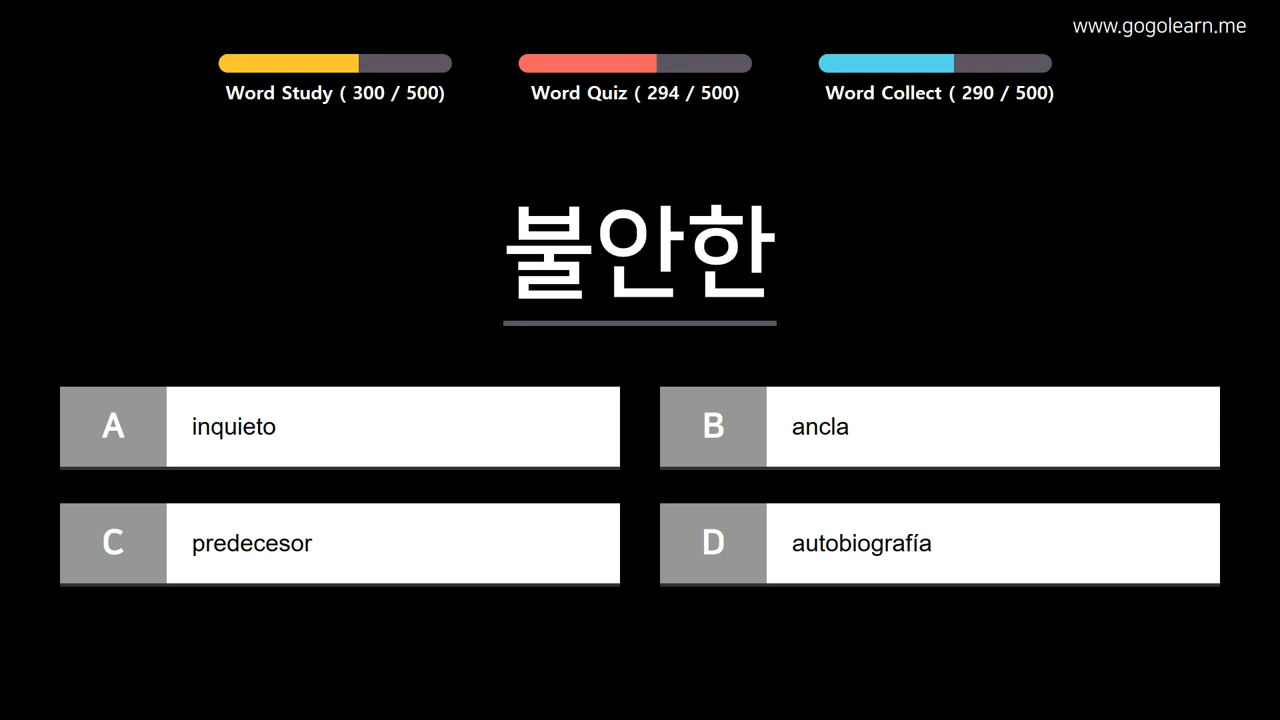 www.gogolearn.me
Word Study ( 300 / 500)
Word Quiz ( 294 / 500)
Word Collect ( 290 / 500)
불안한
A inquieto
B ancla
C predecesor
D autobiografía